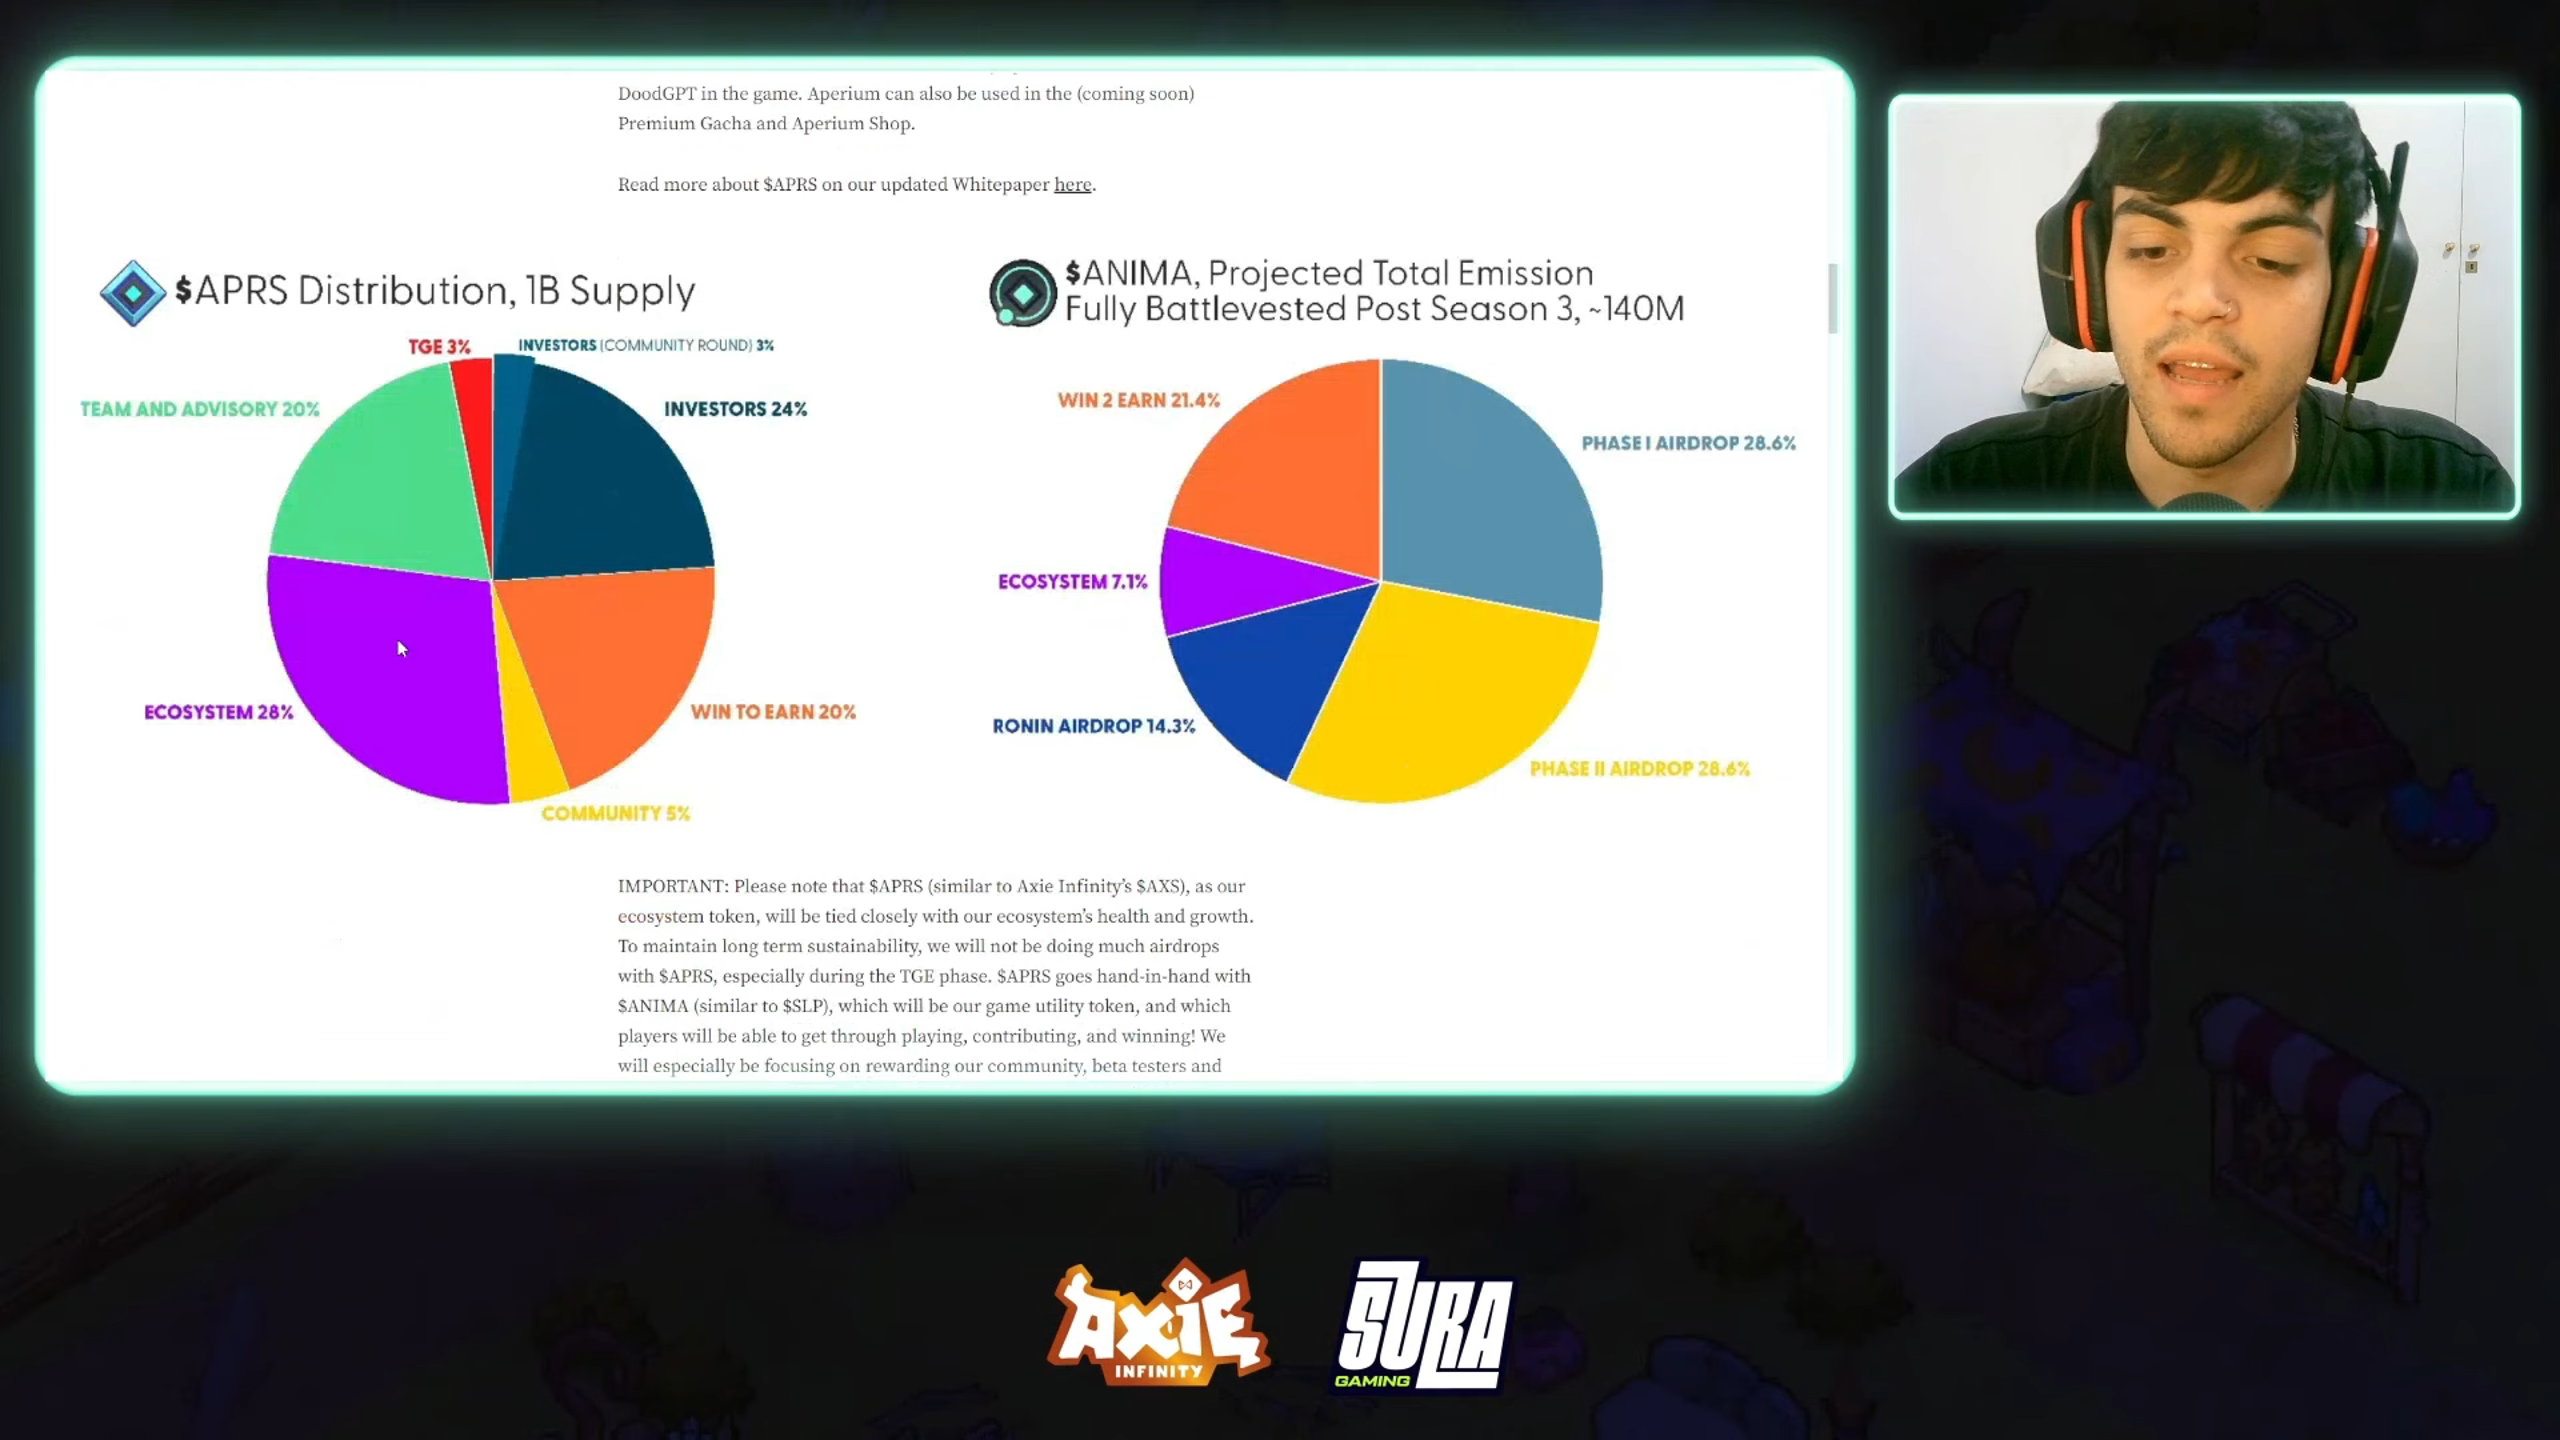 DoodGPT in the game. Aperium can also be used in the (coming soon)
Premium Gacha and Aperium Shop.
Read more about $APRS on our updated Whitepaper here.
$APRS Distribution, 1B Supply
TGE 3%
INVESTORS (COMMUNITY ROUND) 3%
TEAM AND ADVISORY 20%
INVESTORS 24%
ECOSYSTEM 28%
WIN TO EARN 20%
COMMUNITY 5%
$ANIMA, Projected Total Emission
Fully Battlevested Post Season 3, ~140M
WIN 2 EARN 21.4%
PHASE I AIRDROP 28.6%
ECOSYSTEM 7.1%
RONIN AIRDROP 14.3%
PHASE II AIRDROP 28.6%
IMPORTANT: Please note that $APRS (similar to Axie Infinity’s $AXS), as our
ecosystem token, will be tied closely with our ecosystem’s health and growth.
To maintain long term sustainability, we will not be doing much airdrops
with $APRS, especially during the TGE phase. $APRS goes hand-in-hand with
$ANIMA (similar to $SLP), which will be our game utility token, and which
players will be able to get through playing, contributing, and winning! We
will especially be focusing on rewarding our community, beta testers and
AXIE
INFINITY
SURA
GAMING